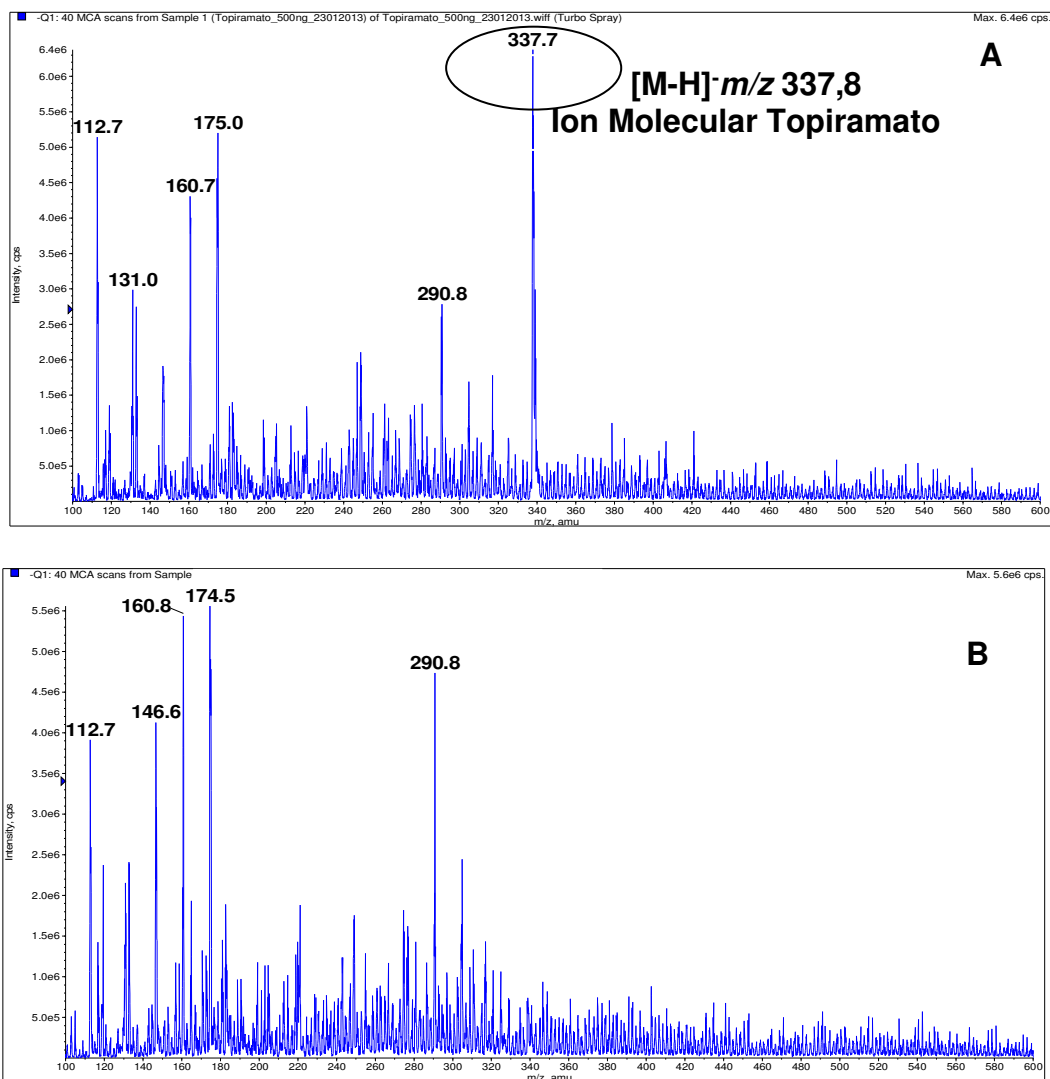 -Q1: 40 MCA scans from Sample 1 (Topiramato_500ng_23012013) of Topiramato_500ng_23012013.wiff (Turbo Spray)
Max. 6.4e6 cps.
A
337.7
[M-H]-m/z 337,8
Ion Molecular Topiramato
112.7
175.0
160.7
131.0
290.8
6.4e6
6.0e6
5.5e6
5.0e6
4.5e6
4.0e6
3.5e6
3.0e6
2.5e6
2.0e6
1.5e6
1.0e6
5.0e5
Intensity, cps
100 120 140 160 180 200 220 240 260 280 300 320 340 360 380 400 420 440 460 480 500 520 540 560 580 600
m/z, amu
-Q1: 40 MCA scans from Sample
Max. 5.6e6 cps.
B
160.8
174.5
290.8
146.6
112.7
5.5e6
5.0e6
4.5e6
4.0e6
3.5e6
3.0e6
2.5e6
2.0e6
1.5e6
1.0e6
5.0e5
Intensity, cps
100 120 140 160 180 200 220 240 260 280 300 320 340 360 380 400 420 440 460 480 500 520 540 560 580 600
m/z, amu